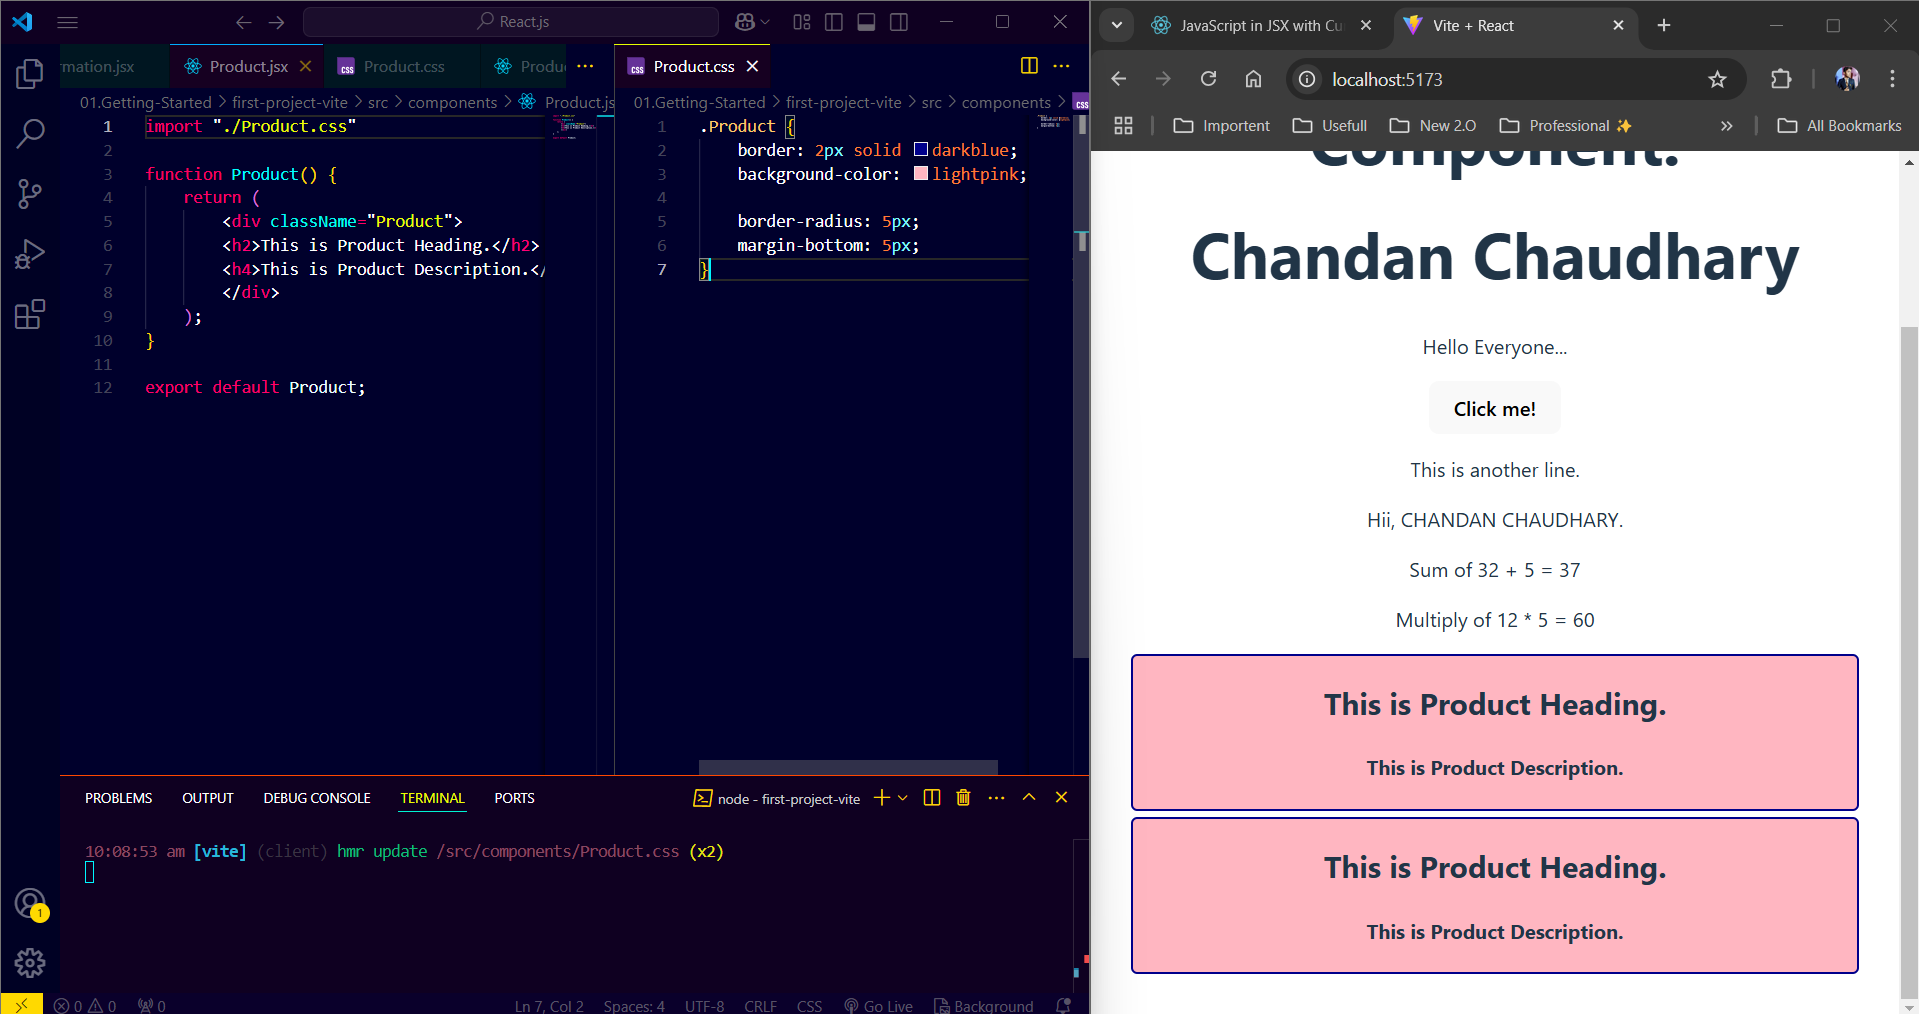 React.js
rmation.jsx
Product.jsx
Product.css
Produ
Product.css
01.Getting-Started > first-project-vite > src > components > Product.js
01.Getting-Started > first-project-vite > src > components >
1 import "./Product.css"
2
3 function Product() {
4 return (
5 <div className="Product">
6 <h2>This is Product Heading.</h2>
7 <h4>This is Product Description.</
8 </div>
9 );
10 }
11
12 export default Product;
1 .Product {
2 border: 2px solid darkblue;
3 background-color: lightpink;
4
5 border-radius: 5px;
6 margin-bottom: 5px;
7 }
PROBLEMS OUTPUT DEBUG CONSOLE TERMINAL PORTS
node - first-project-vite
10:08:53 am [vite] (client) hmr update /src/components/Product.css (x2)
1
0 0 0 Ln 7, Col 2 Spaces: 4 UTF-8 CRLF CSS Go Live Background
JavaScript in JSX with Cu
Vite + React
localhost:5173
Importent Usefull New 2.O Professional ✨ » All Bookmarks
Component.
Chandan Chaudhary
Hello Everyone...
Click me!
This is another line.
Hii, CHANDAN CHAUDHARY.
Sum of 32 + 5 = 37
Multiply of 12 * 5 = 60
This is Product Heading.
This is Product Description.
This is Product Heading.
This is Product Description.